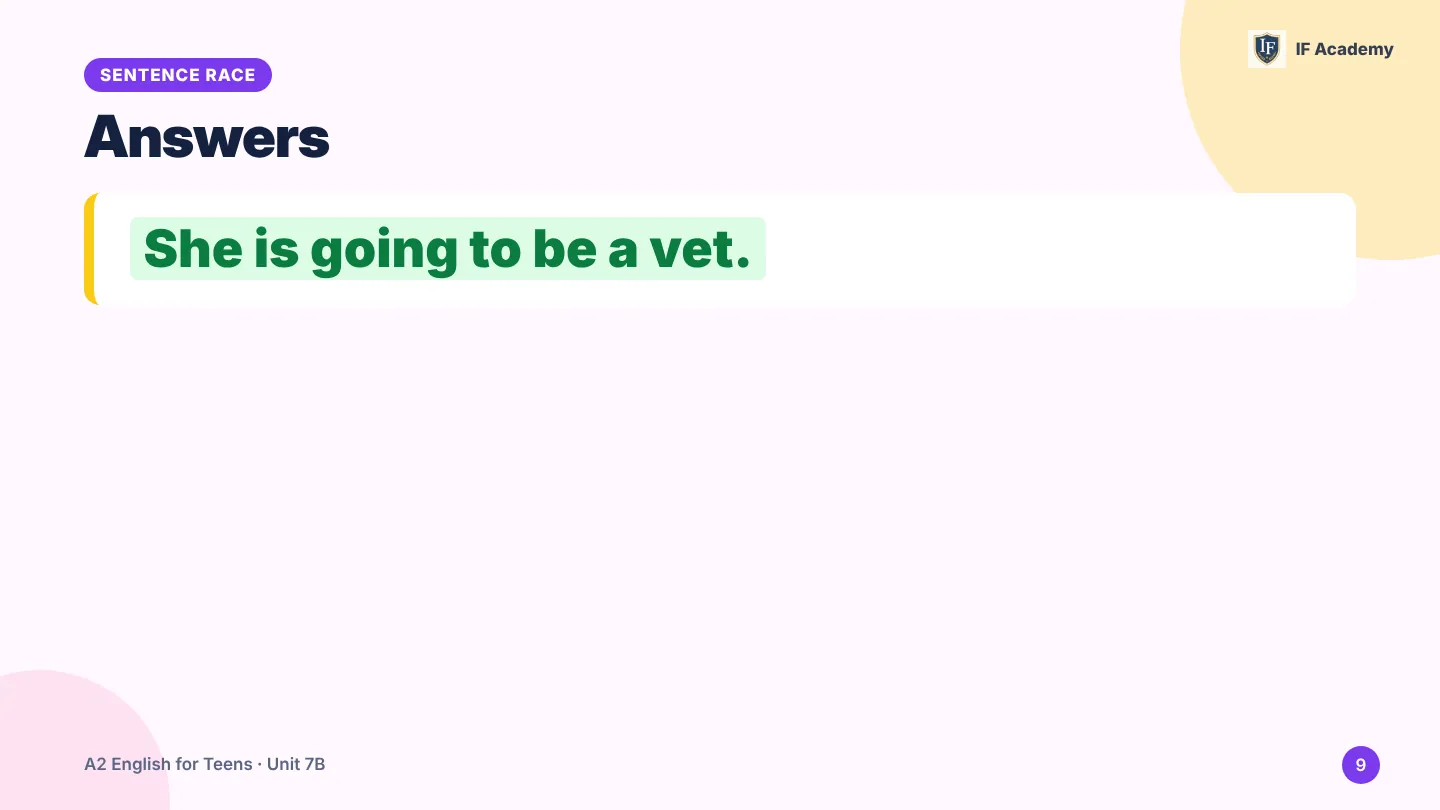 IF Academy
SENTENCE RACE
Answers
She is going to be a vet.
A2 English for Teens · Unit 7B
9